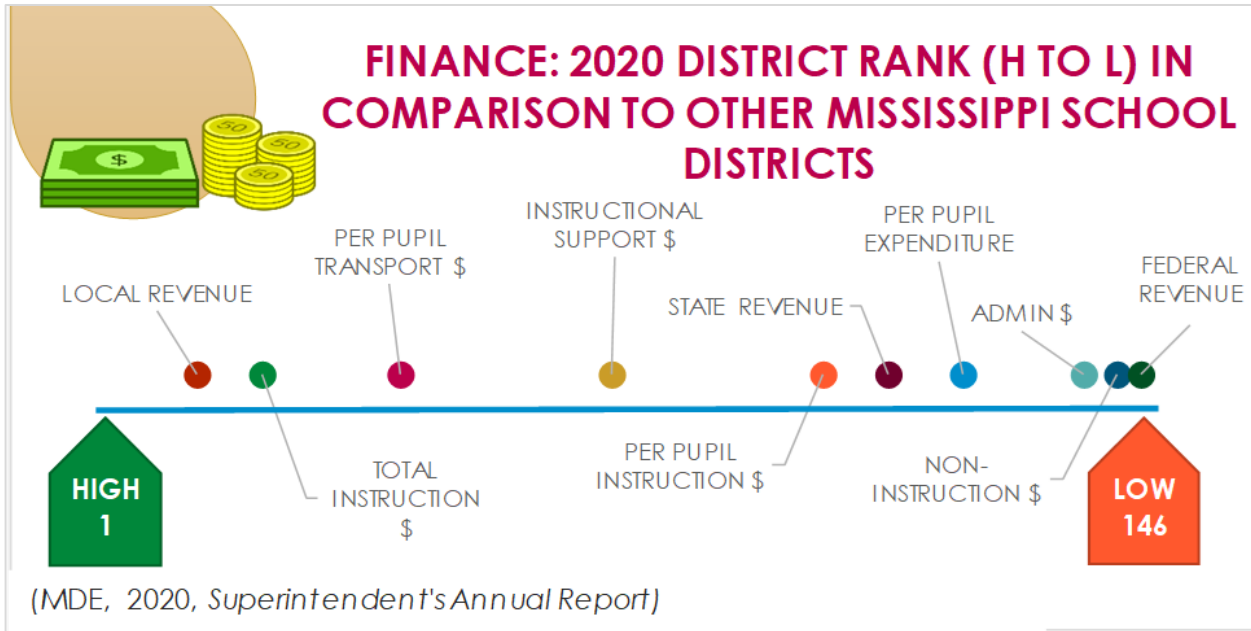 FINANCE: 2020 DISTRICT RANK (H TO L) IN
COMPARISON TO OTHER MISSISSIPPI SCHOOL
DISTRICTS
$
50
50
50
LOCAL REVENUE
PER PUPIL
TRANSPORT $
INSTRUCTIONAL
SUPPORT $
STATE REVENUE
PER PUPIL
EXPENDITURE
ADMIN $
FEDERAL
REVENUE
TOTAL
INSTRUCTION
$
PER PUPIL
INSTRUCTION $
NON-
INSTRUCTION $
HIGH
1
LOW
146
(MDE, 2020, Superintendent's Annual Report)